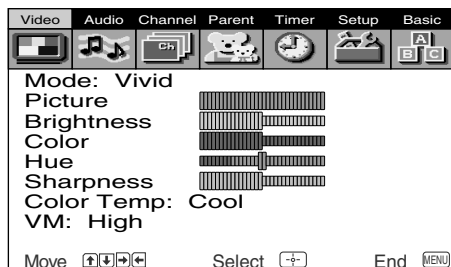 Video Audio Channel Parent Timer Setup Basic
Ch A B C
Mode: Vivid
Picture
Brightness
Color
Hue
Sharpness
Color Temp: Cool
VM: High
Move Select End MENU